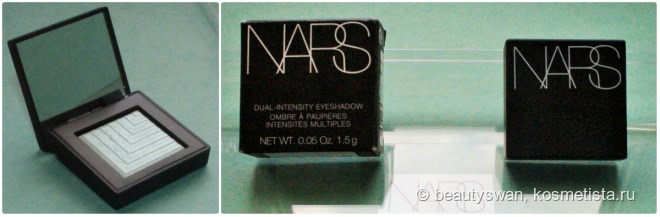 NARS
DUAL-INTENSITY EYESHADOW
OMBRE À PAUPIÈRES
INTENSITÉS MULTIPLES
NET WT. 0.05 Oz. 1.5 g
NARS
NARS
© beautyswan, kosmetista.ru